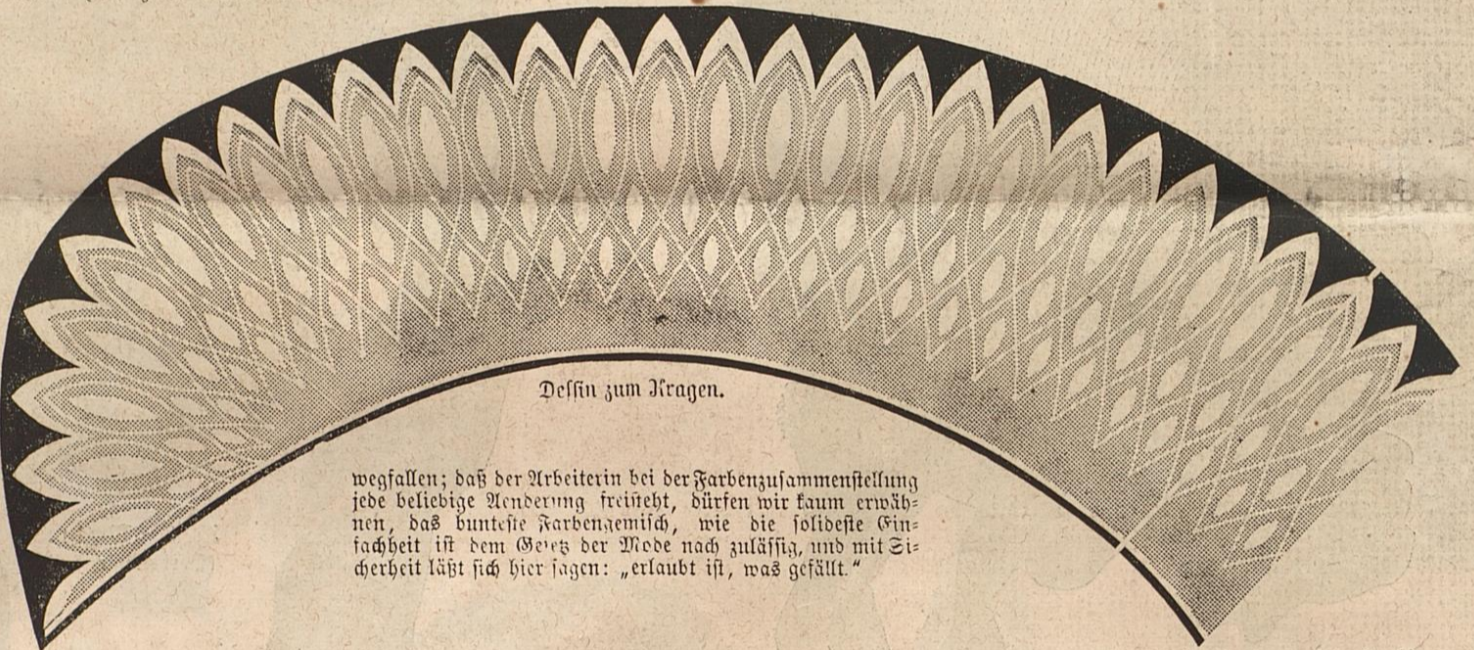 Dessin zum Kragen.
wegfallen; daß der Arbeiterin bei der Farbenzusammenstellung
jede beliebige Aenderung freisteht, dürfen wir kaum erwäh-
nen, das bunteste Farbengemisch, wie die solideste Ein-
fachheit ist dem Gesetz der Mode nach zulässig, und mit Si-
cherheit läßt sich hier sagen: „erlaubt ist, was gefällt.“